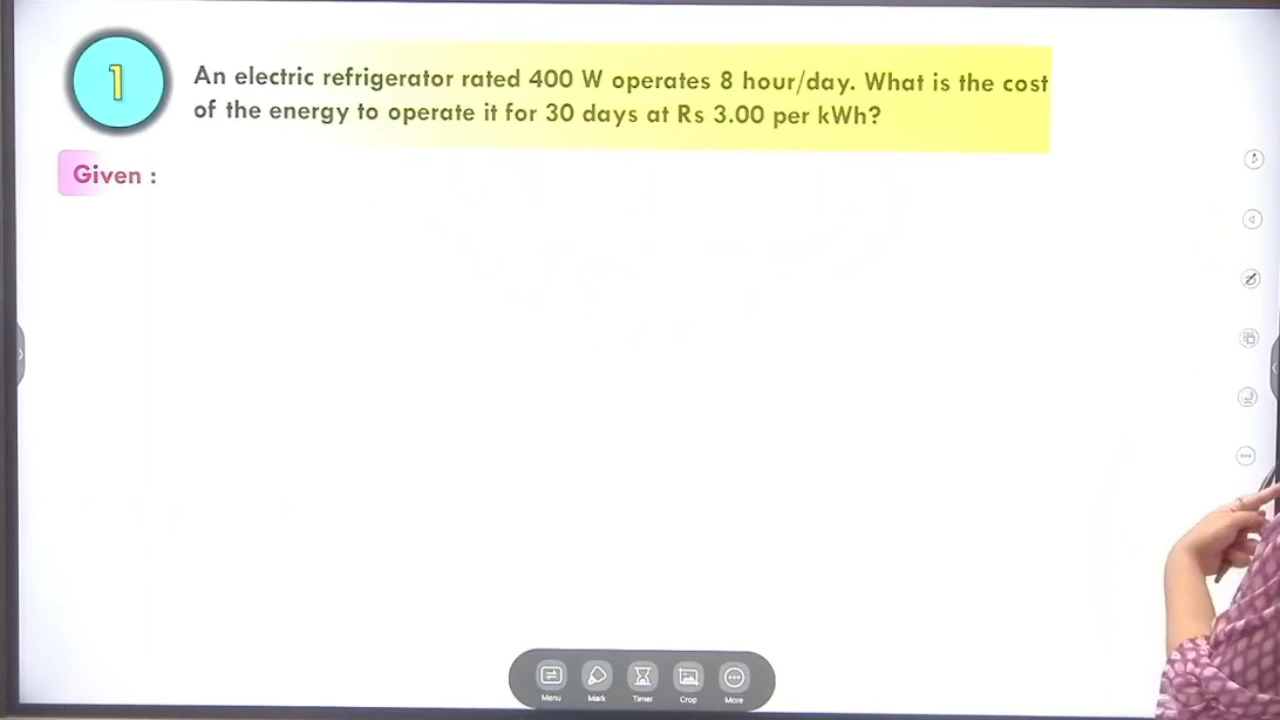 1
An electric refrigerator rated 400 W operates 8 hour/day. What is the cost
of the energy to operate it for 30 days at Rs 3.00 per kWh?
Given :
Menu
Mark
Timer
Crop
More